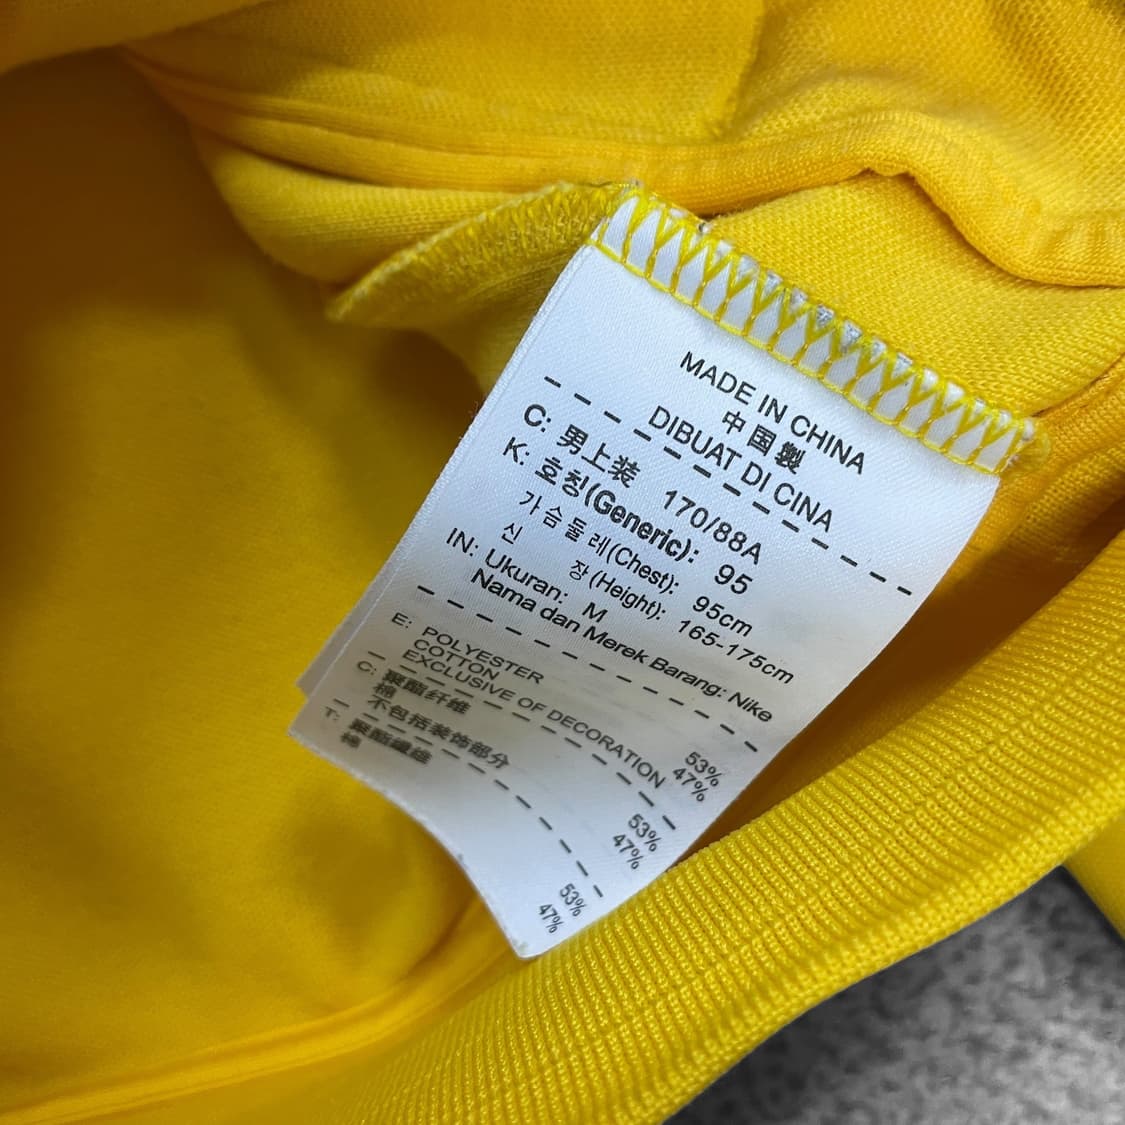 MADE IN CHINA
中国製
DIBUAT DI CINA
C: 男上装 170/88A
K: 호칭(Generic): 95
가슴둘레(Chest): 95cm
신 장(Height): 165-175cm
IN: Ukuran: M
Nama dan Merek Barang: Nike
E: POLYESTER 53%
COTTON 47%
EXCLUSIVE OF DECORATION
C: 聚酯纤维 53%
棉 47%
不包括装饰部分
T: 聚酯纖維 53%
棉 47%